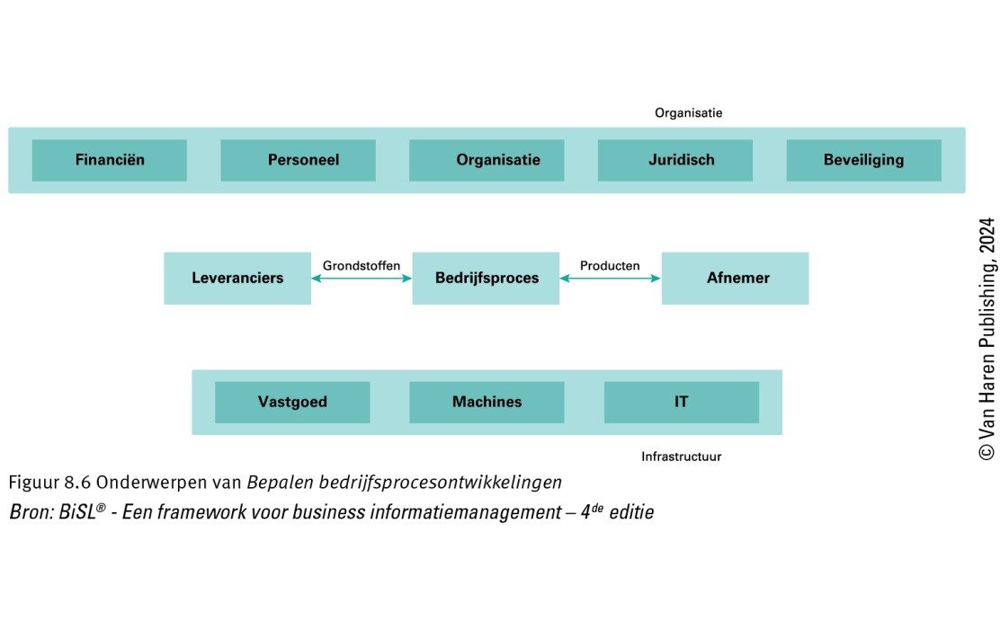 Organisatie
Financiën Personeel Organisatie Juridisch Beveiliging
Leveranciers Grondstoffen Bedrijfsproces Producten Afnemer
Vastgoed Machines IT
Infrastructuur
Figuur 8.6 Onderwerpen van Bepalen bedrijfsprocesontwikkelingen
Bron: BiSL® - Een framework voor business informatiemanagement – 4de editie
© Van Haren Publishing, 2024